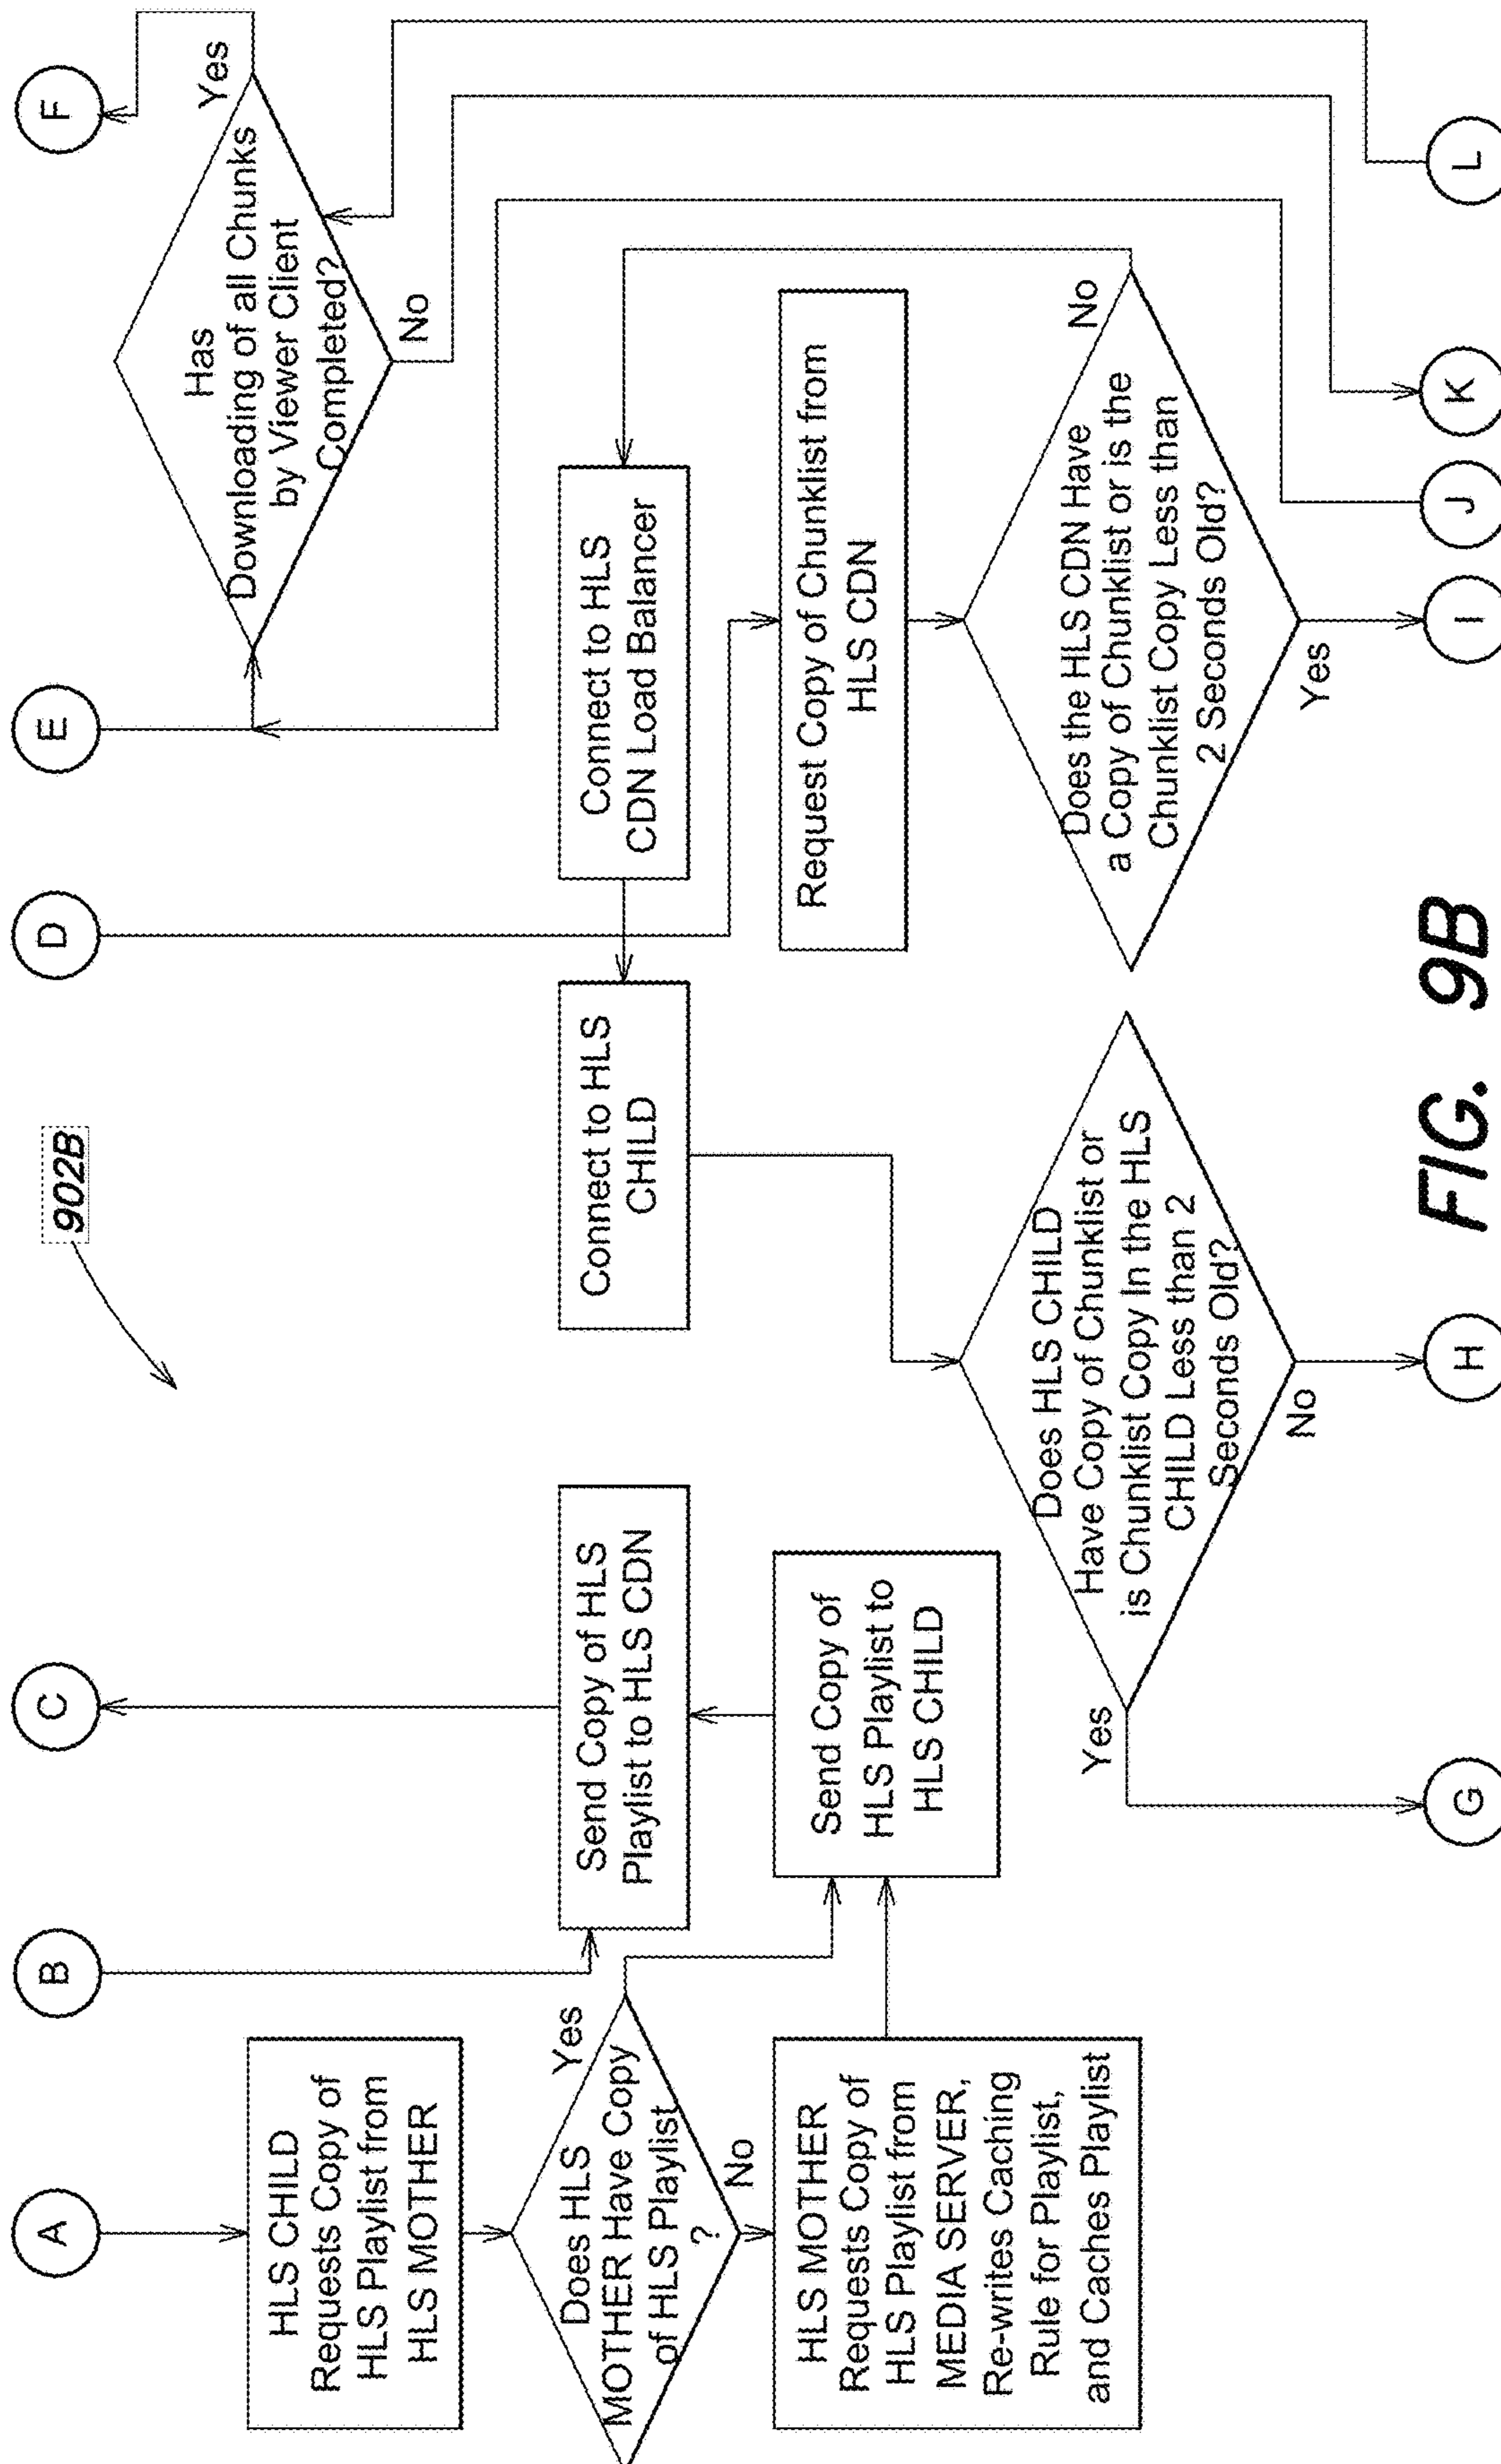 902B
A
B
C
D
E
F
HLS CHILD
Requests Copy of
HLS Playlist from
HLS MOTHER
Does HLS
MOTHER Have Copy
of HLS Playlist
?
Yes
No
HLS MOTHER
Requests Copy of
HLS Playlist from
MEDIA SERVER,
Re-writes Caching
Rule for Playlist,
and Caches Playlist
Send Copy of HLS
Playlist to HLS CDN
Send Copy of
HLS Playlist to
HLS CHILD
Connect to HLS
CHILD
Connect to HLS
CDN Load Balancer
Has
Downloading of all Chunks
by Viewer Client
Completed?
Yes
No
Request Copy of Chunklist from
HLS CDN
Does HLS CHILD
Have Copy of Chunklist or
is Chunklist Copy In the HLS
CHILD Less than 2
Seconds Old?
Yes
No
Does the HLS CDN Have
a Copy of Chunklist or is the
Chunklist Copy Less than
2 Seconds Old?
No
Yes
G
H
I
J
K
L
FIG. 9B